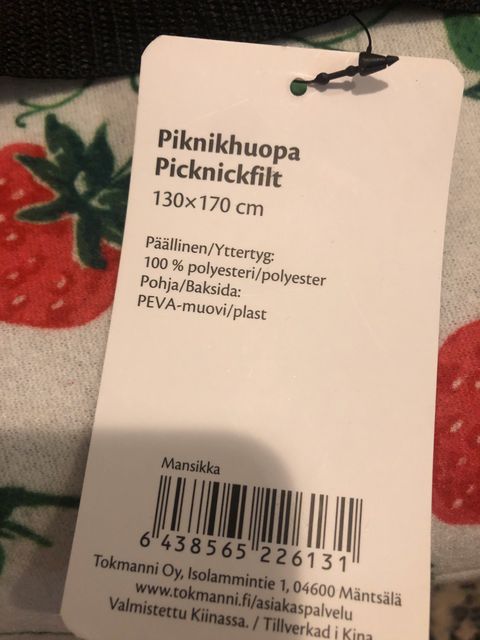 Piknikhuopa
Picknickfilt
130×170 cm
Päällinen/Yttertyg:
100 % polyesteri/polyester
Pohja/Baksida:
PEVA-muovi/plast
Mansikka
6 438565 226131
Tokmanni Oy, Isolammintie 1, 04600 Mäntsälä
www.tokmanni.fi/asiakaspalvelu
Valmistettu Kiinassa. / Tillverkad i Kina